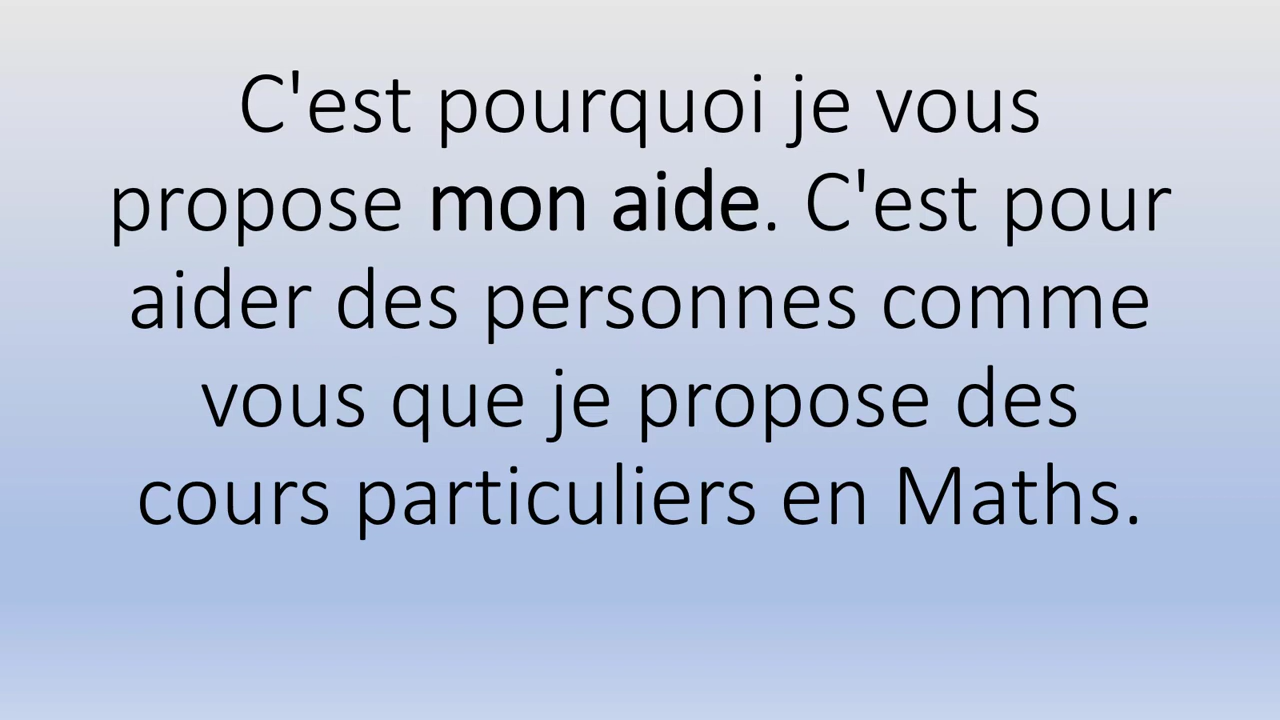 C'est pourquoi je vous
propose mon aide. C'est pour
aider des personnes comme
vous que je propose des
cours particuliers en Maths.